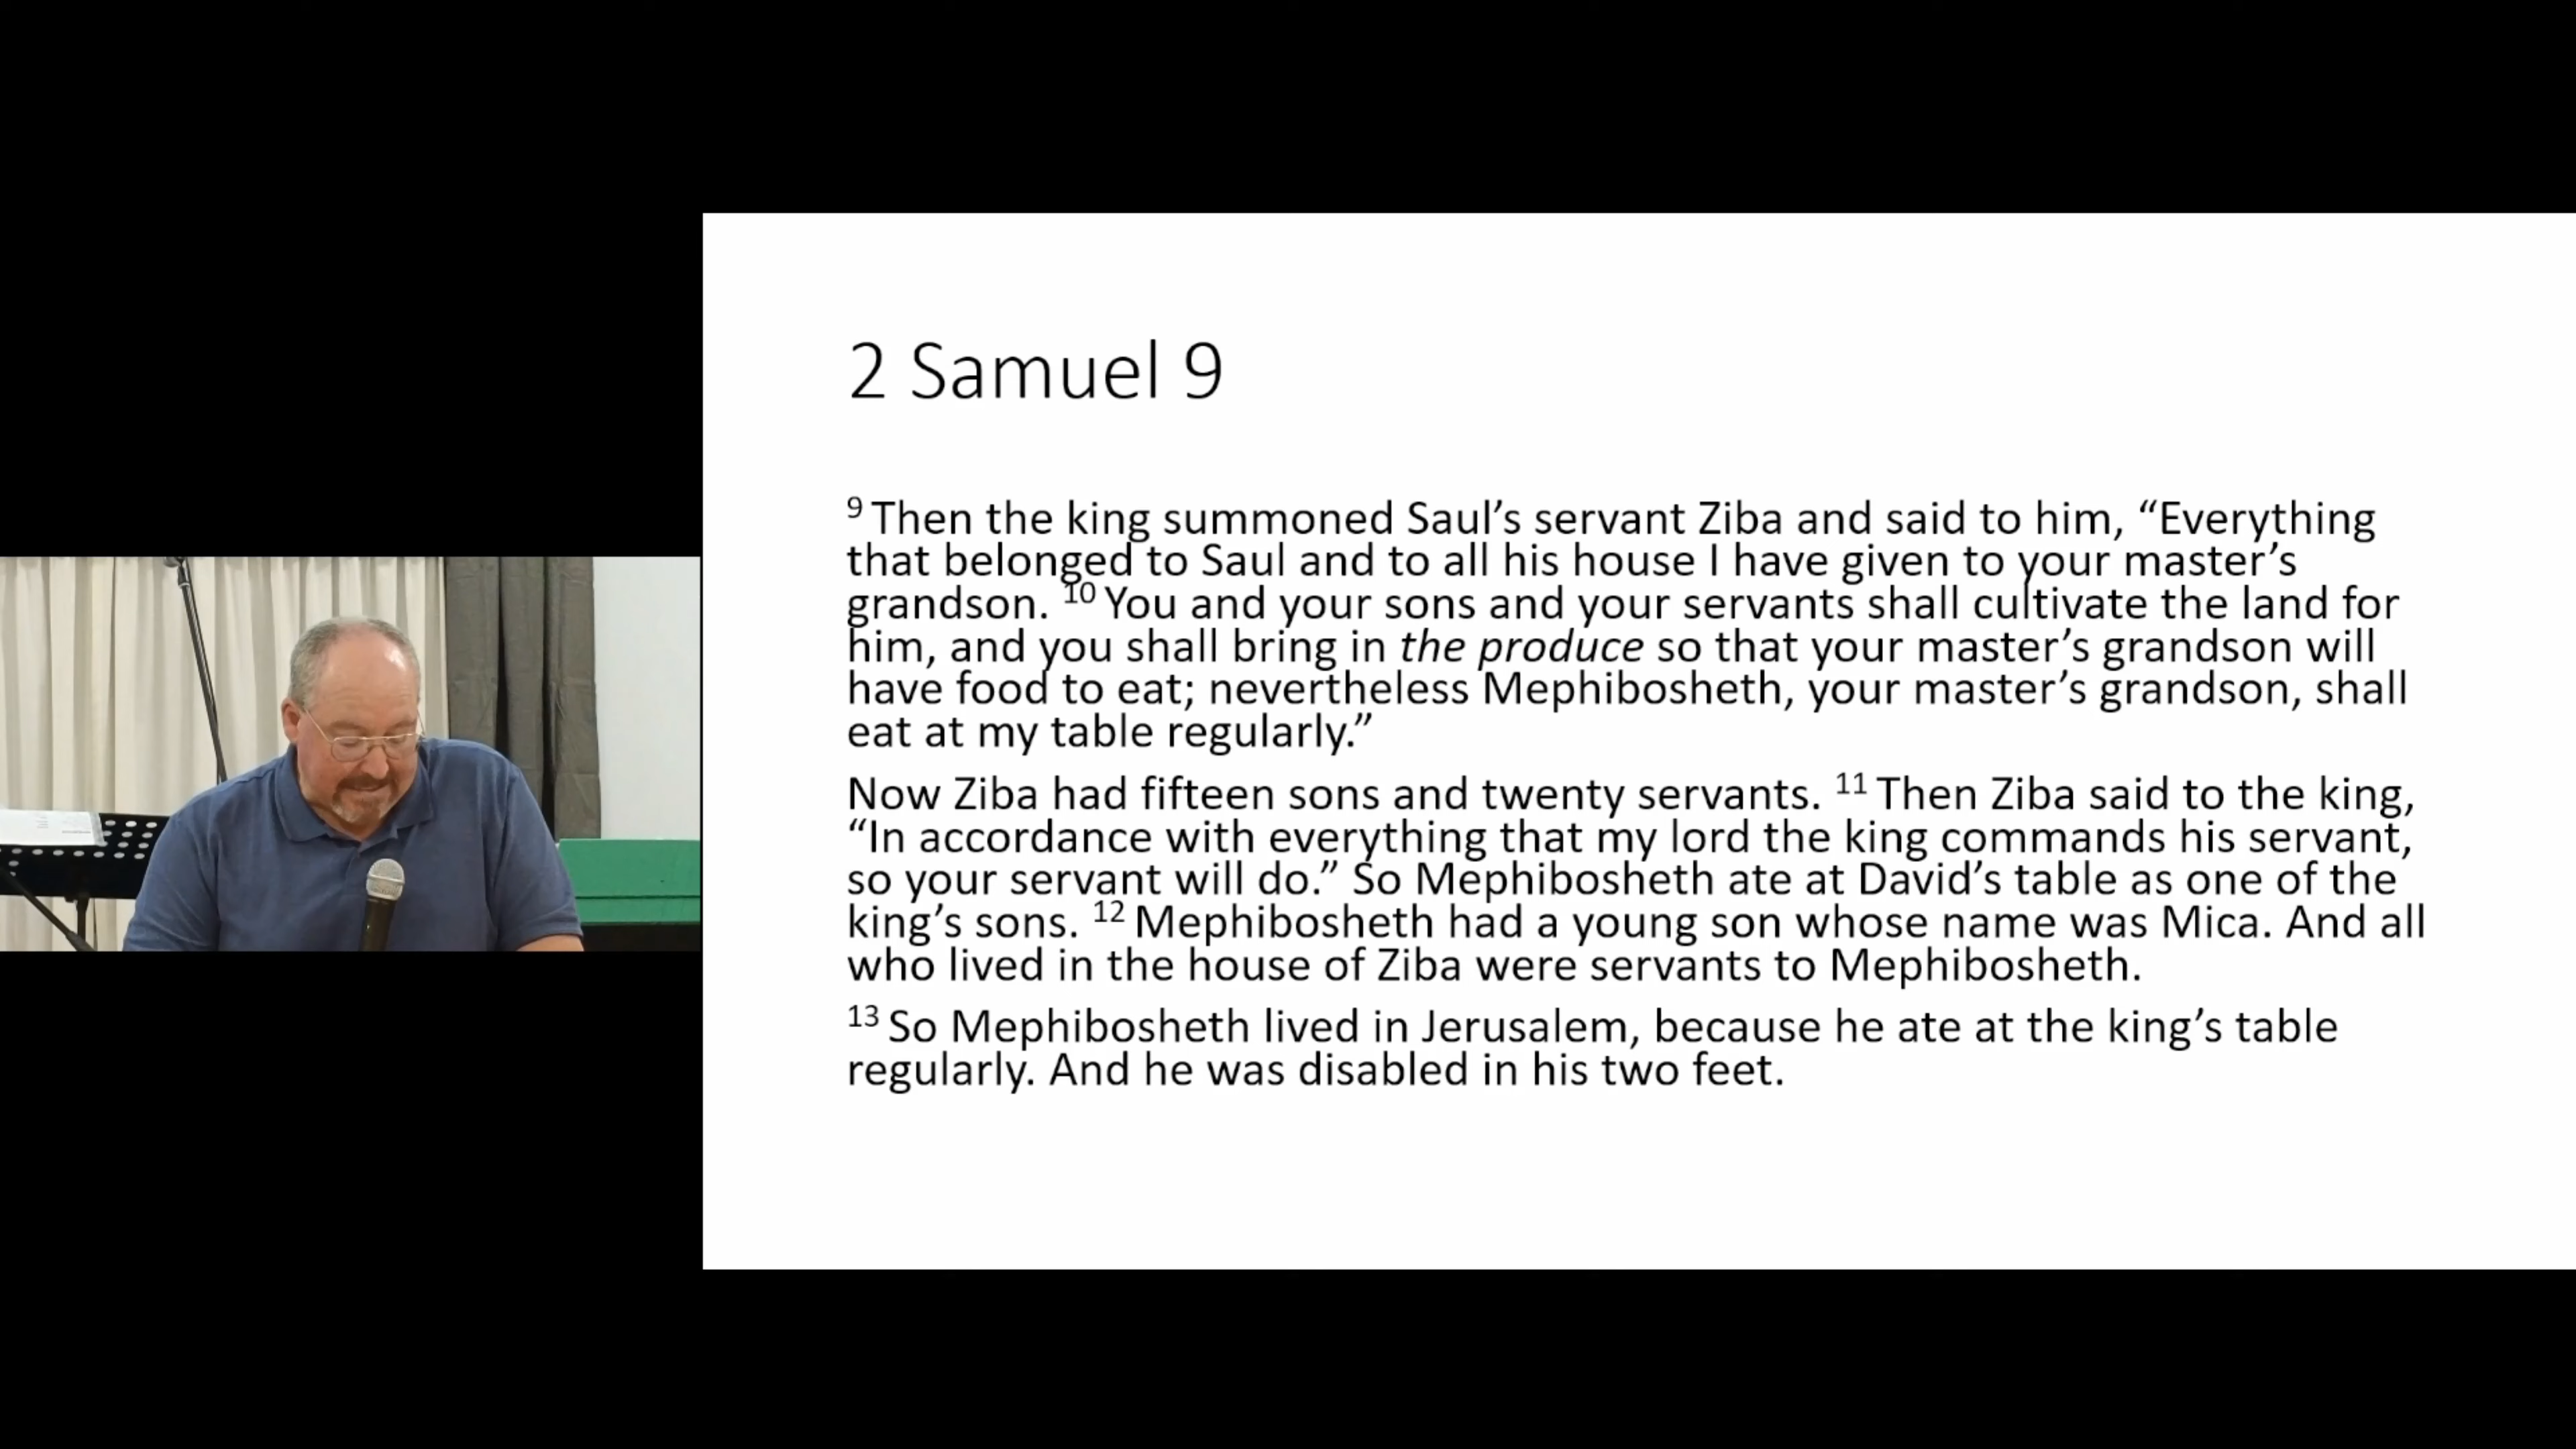 2 Samuel 9
9 Then the king summoned Saul’s servant Ziba and said to him, “Everything
that belonged to Saul and to all his house I have given to your master’s
grandson. 10 You and your sons and your servants shall cultivate the land for
him, and you shall bring in the produce so that your master’s grandson will
have food to eat; nevertheless Mephibosheth, your master’s grandson, shall
eat at my table regularly.”
Now Ziba had fifteen sons and twenty servants. 11 Then Ziba said to the king,
“In accordance with everything that my lord the king commands his servant,
so your servant will do.” So Mephibosheth ate at David’s table as one of the
king’s sons. 12 Mephibosheth had a young son whose name was Mica. And all
who lived in the house of Ziba were servants to Mephibosheth.
13 So Mephibosheth lived in Jerusalem, because he ate at the king’s table
regularly. And he was disabled in his two feet.